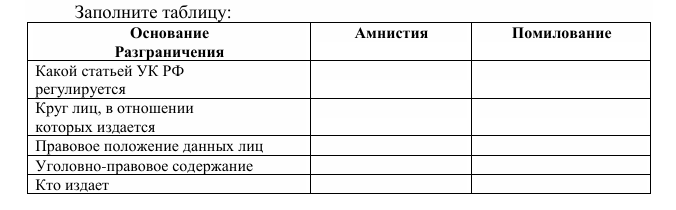 Заполните таблицу:
Основание Амнистия Помилование
Разграничения
Какой статьей УК РФ
регулируется
Круг лиц, в отношении
которых издается
Правовое положение данных лиц
Уголовно-правовое содержание
Кто издает